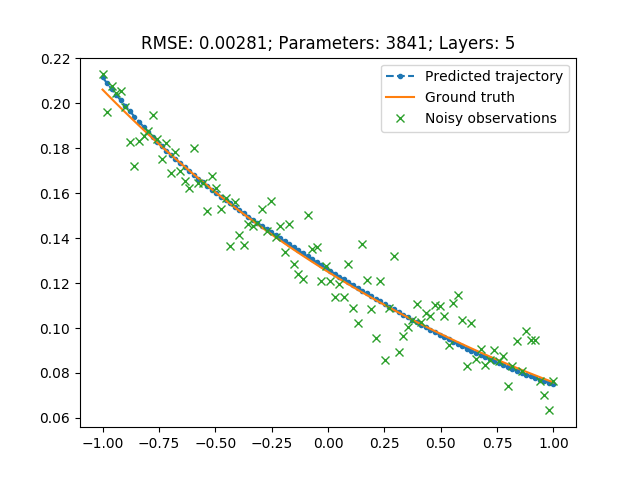 RMSE: 0.00281; Parameters: 3841; Layers: 5
Predicted trajectory
Ground truth
Noisy observations
0.22
0.20
0.18
0.16
0.14
0.12
0.10
0.08
0.06
−1.00 −0.75 −0.50 −0.25 0.00 0.25 0.50 0.75 1.00